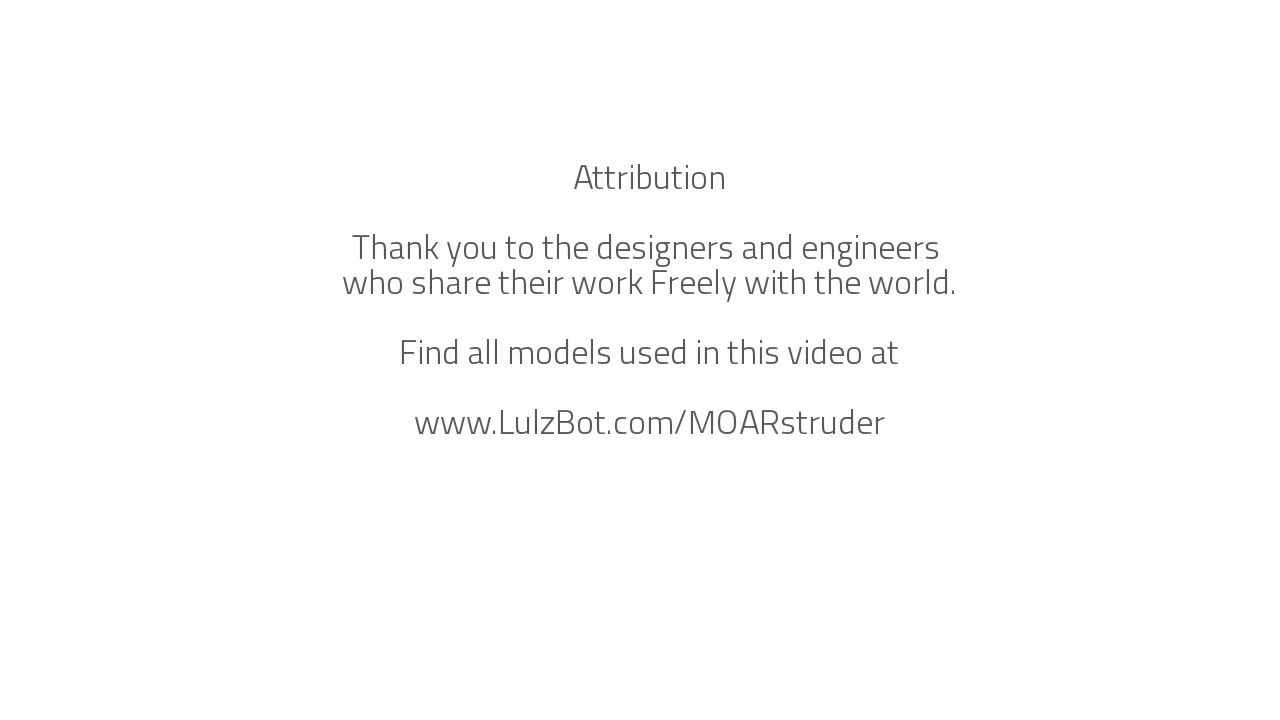 Attribution
Thank you to the designers and engineers
who share their work Freely with the world.
Find all models used in this video at
www.LulzBot.com/MOARstruder